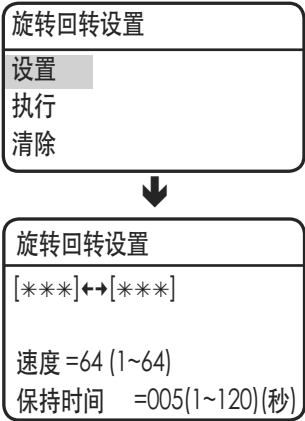 旋转回转设置
设置
执行
清除
旋转回转设置
[***]↔[***]
速度 =64 (1~64)
保持时间 =005(1~120)(秒)